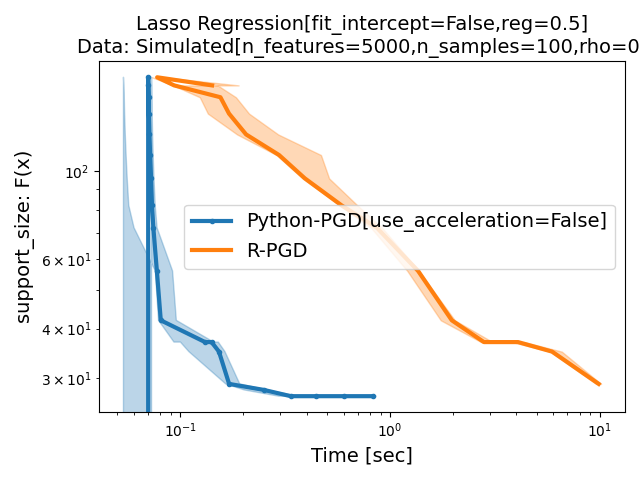 Lasso Regression[fit_intercept=False,reg=0.5]
Data: Simulated[n_features=5000,n_samples=100,rho=0
support_size: F(x)
10²
6 × 10¹
4 × 10¹
3 × 10¹
Python-PGD[use_acceleration=False]
R-PGD
10⁻¹ 10⁰ 10¹
Time [sec]